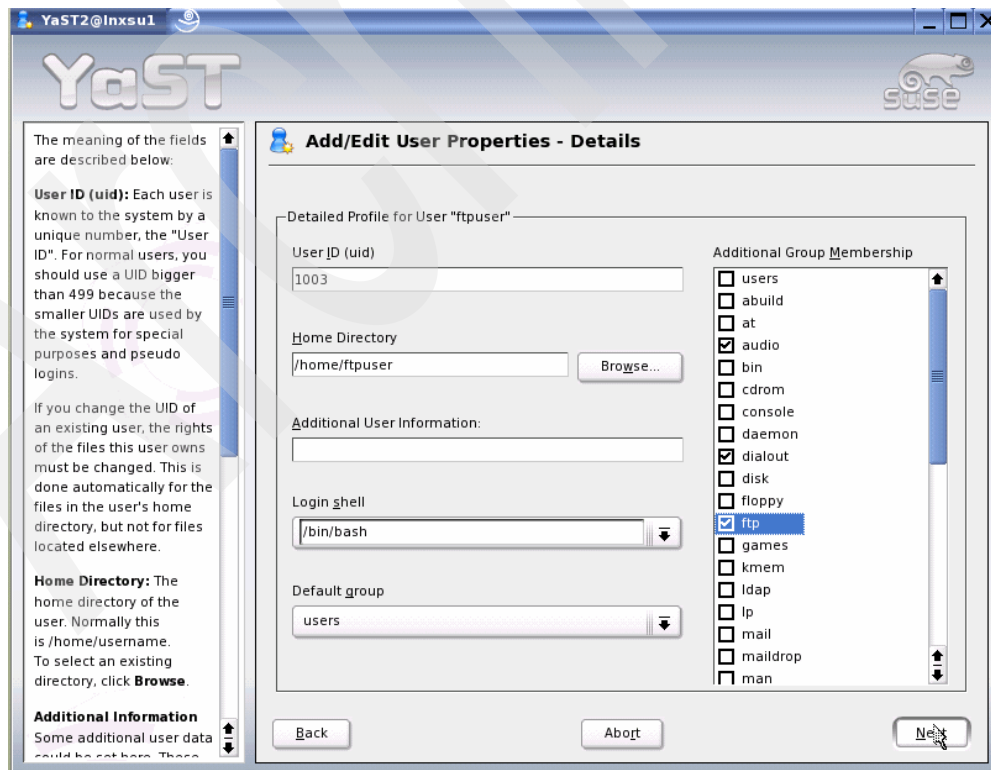 YaST2@lnxsu1
YaST
SUSE
The meaning of the fields
are described below:
User ID (uid): Each user is
known to the system by a
unique number, the "User
ID". For normal users, you
should use a UID bigger
than 499 because the
smaller UIDs are used by
the system for special
purposes and pseudo
logins.
If you change the UID of
an existing user, the rights
of the files this user owns
must be changed. This is
done automatically for the
files in the user's home
directory, but not for files
located elsewhere.
Home Directory: The
home directory of the
user. Normally this
is /home/username.
To select an existing
directory, click Browse.
Additional Information
Some additional user data
could be set here. These
Add/Edit User Properties - Details
Detailed Profile for User "ftpuser"
User ID (uid)
1003
Home Directory
/home/ftpuser
Browse...
Additional User Information:
Login shell
/bin/bash
Default group
users
Additional Group Membership
users
abuild
at
audio
bin
cdrom
console
daemon
dialout
disk
floppy
ftp
games
kmem
ldap
lp
mail
maildrop
man
Back
Abort
Next